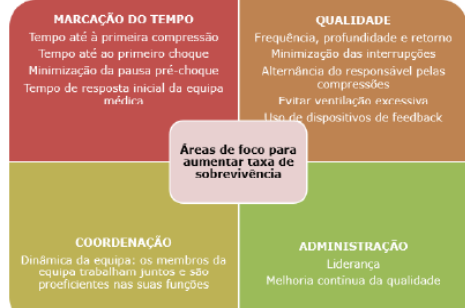 MARCAÇÃO DO TEMPO
Tempo até à primeira compressão
Tempo até ao primeiro choque
Minimização da pausa pré-choque
Tempo de resposta inicial da equipa
médica
QUALIDADE
Frequência, profundidade e retorno
Minimização das interrupções
Alternância do responsável pelas
compressões
Evitar ventilação excessiva
Uso de dispositivos de feedback
Áreas de foco para
aumentar taxa de
sobrevivência
COORDENAÇÃO
Dinâmica da equipa: os membros da
equipa trabalham juntos e são
proeficientes nas suas funções
ADMINISTRAÇÃO
Liderança
Melhoria contínua da qualidade